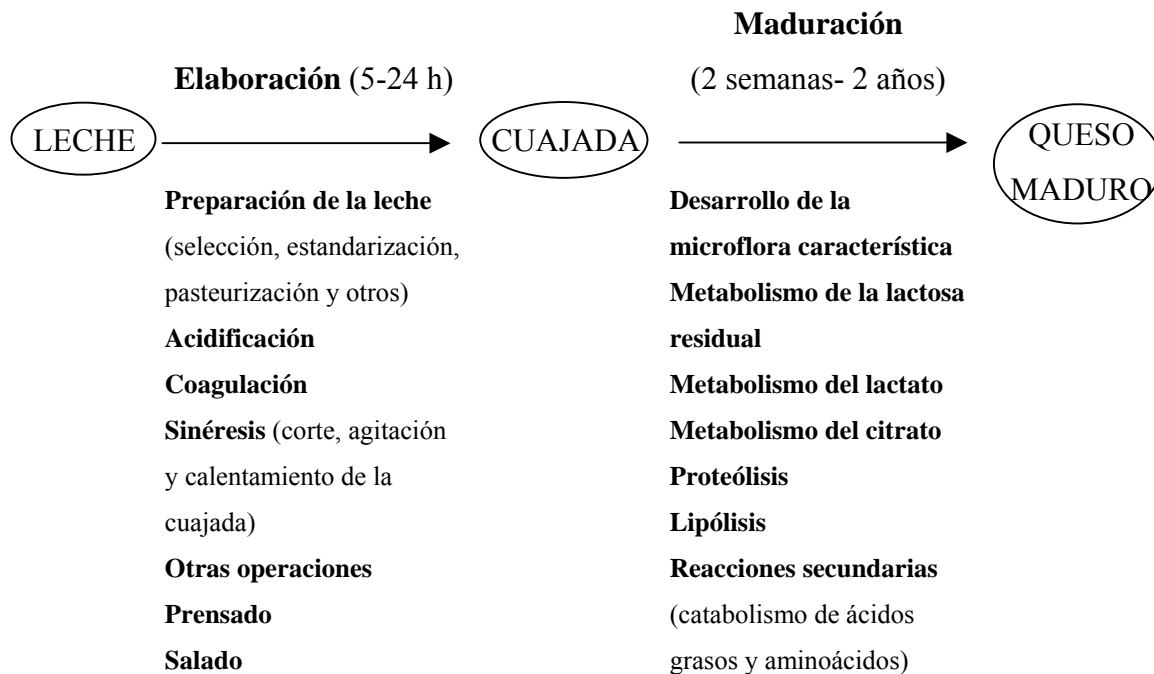 Maduración
Elaboración (5-24 h)
(2 semanas- 2 años)
LECHE
CUAJADA
QUESO
MADURO
Preparación de la leche
(selección, estandarización,
pasteurización y otros)
Acidificación
Coagulación
Sinéresis (corte, agitación
y calentamiento de la
cuajada)
Otras operaciones
Prensado
Salado
Desarrollo de la
microflora característica
Metabolismo de la lactosa
residual
Metabolismo del lactato
Metabolismo del citrato
Proteólisis
Lipólisis
Reacciones secundarias
(catabolismo de ácidos
grasos y aminoácidos)